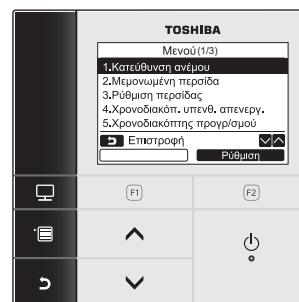 TOSHIBA
Μενού (1/3)
1.Κατεύθυνση ανέμου
2.Μεμονωμένη περσίδα
3.Ρύθμιση περσίδας
4.Χρονοδιακόπ. υπενθ. απενεργ.
5.Χρονοδιακόπτης προγρ/σμού
Επιστροφή
Ρύθμιση
F1 F2